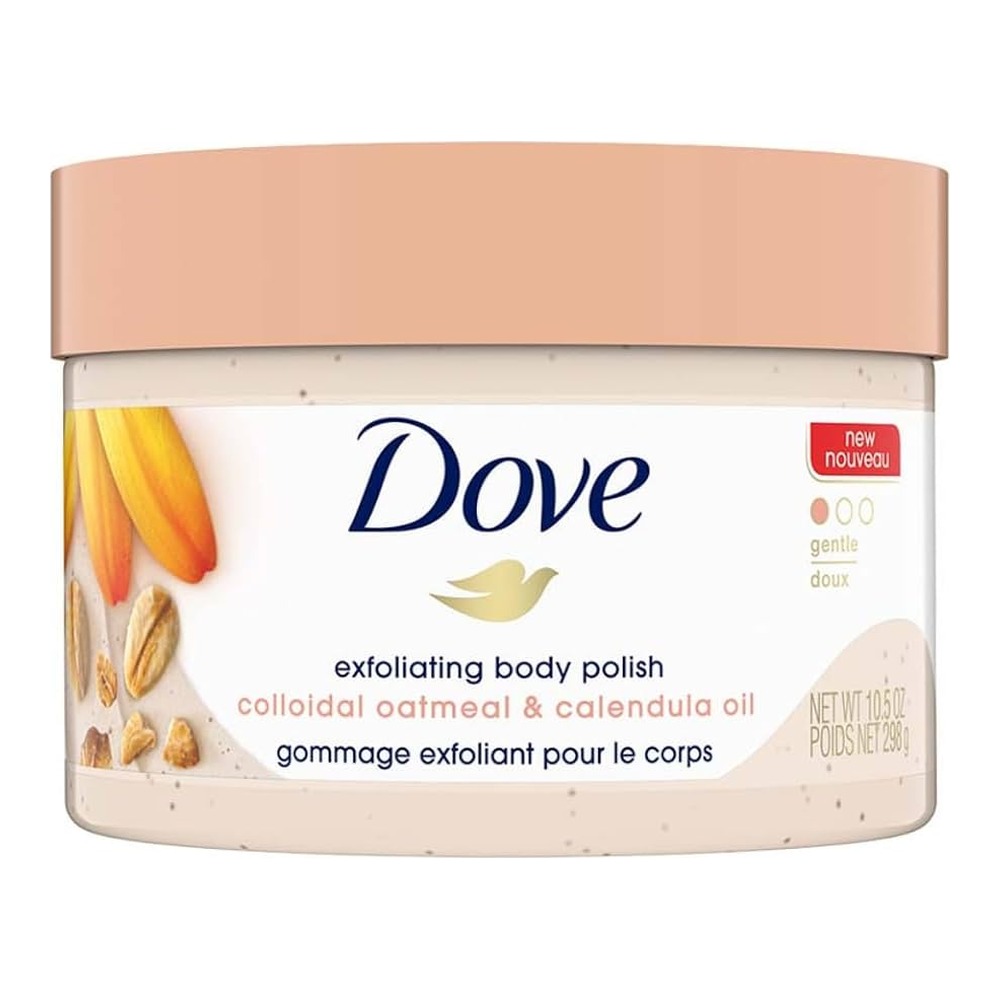 Dove
new
nouveau
gentle
doux
exfoliating body polish
colloidal oatmeal & calendula oil
gommage exfoliant pour le corps
NET WT 10.5 OZ
POIDS NET 298 g